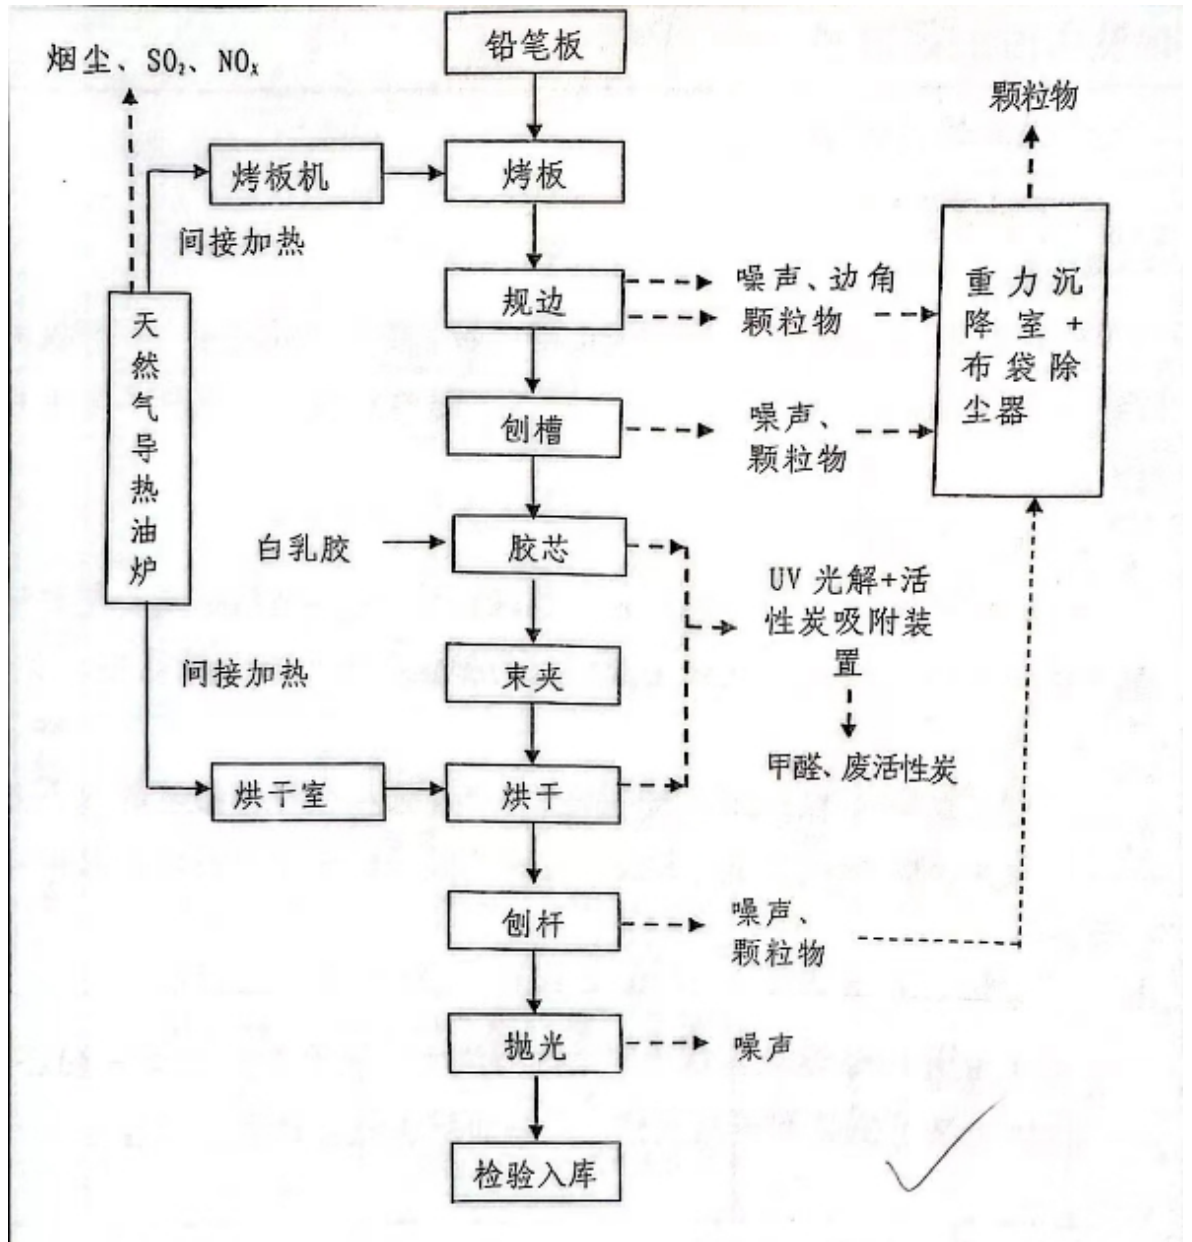 铅笔板
烟尘、SO₂、NOₓ
颗粒物
烤板机
烤板
间接加热
天
然
气
导
热
油
炉
规边
噪声、边角
颗粒物
重力沉
降室+
布袋除
尘器
刨槽
噪声、
颗粒物
白乳胶
胶芯
UV光解+活
性炭吸附装
置
间接加热
束夹
甲醛、废活性炭
烘干室
烘干
刨杆
噪声、
颗粒物
抛光
噪声
检验入库